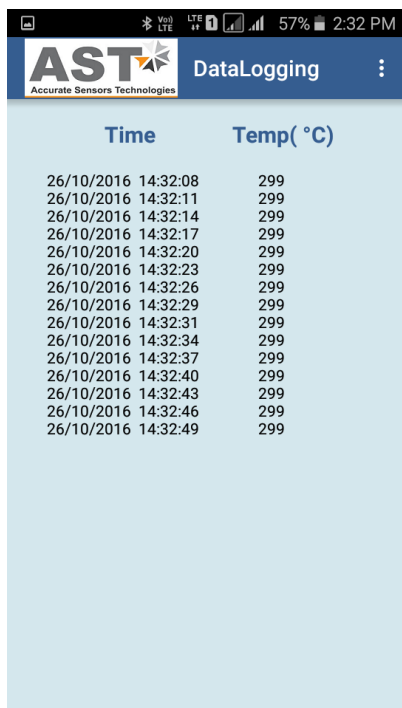 Vo)) LTE LTE 1 57% 2:32 PM
AST
Accurate Sensors Technologies
DataLogging
Time Temp( °C)
26/10/2016 14:32:08 299
26/10/2016 14:32:11 299
26/10/2016 14:32:14 299
26/10/2016 14:32:17 299
26/10/2016 14:32:20 299
26/10/2016 14:32:23 299
26/10/2016 14:32:26 299
26/10/2016 14:32:29 299
26/10/2016 14:32:31 299
26/10/2016 14:32:34 299
26/10/2016 14:32:37 299
26/10/2016 14:32:40 299
26/10/2016 14:32:43 299
26/10/2016 14:32:46 299
26/10/2016 14:32:49 299